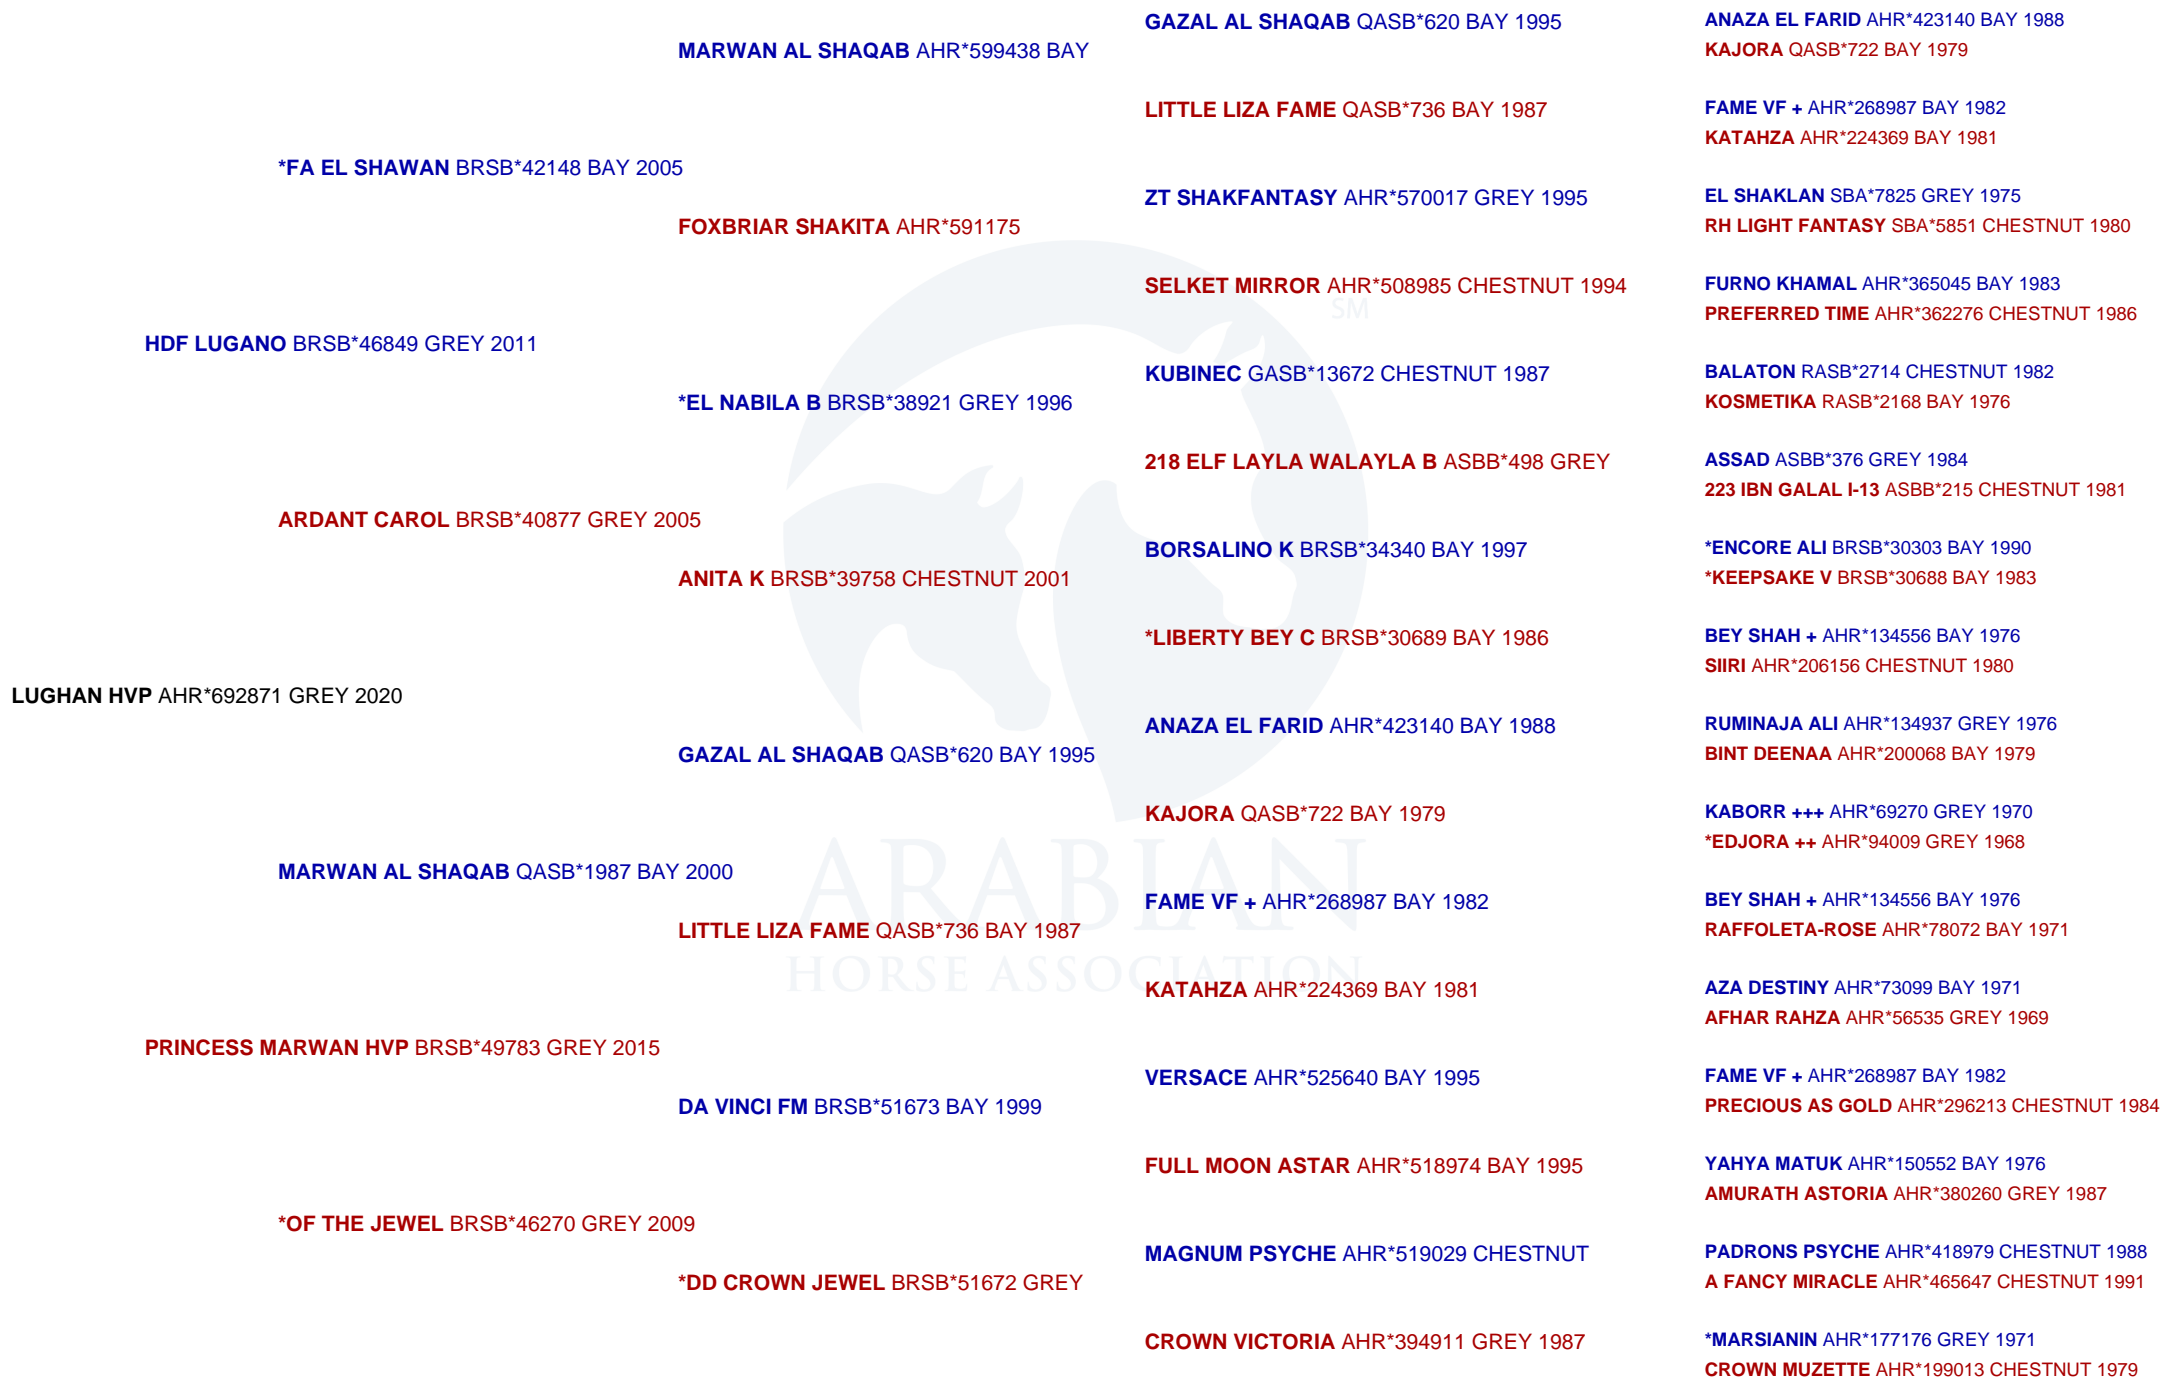 GAZAL AL SHAQAB QASB*620 BAY 1995
ANAZA EL FARID AHR*423140 BAY 1988
MARWAN AL SHAQAB AHR*599438 BAY
KAJORA QASB*722 BAY 1979
LITTLE LIZA FAME QASB*736 BAY 1987
FAME VF + AHR*268987 BAY 1982
KATAHZA AHR*224369 BAY 1981
*FA EL SHAWAN BRSB*42148 BAY 2005
ZT SHAKFANTASY AHR*570017 GREY 1995
EL SHAKLAN SBA*7825 GREY 1975
FOXBRIAR SHAKITA AHR*591175
RH LIGHT FANTASY SBA*5851 CHESTNUT 1980
SELKET MIRROR AHR*508985 CHESTNUT 1994
FURNO KHAMAL AHR*365045 BAY 1983
SM
PREFERRED TIME AHR*362276 CHESTNUT 1986
HDF LUGANO BRSB*46849 GREY 2011
KUBINEC GASB*13672 CHESTNUT 1987
BALATON RASB*2714 CHESTNUT 1982
*EL NABILA B BRSB*38921 GREY 1996
KOSMETIKA RASB*2168 BAY 1976
218 ELF LAYLA WALAYLA B ASBB*498 GREY
ASSAD ASBB*376 GREY 1984
223 IBN GALAL I-13 ASBB*215 CHESTNUT 1981
ARDANT CAROL BRSB*40877 GREY 2005
BORSALINO K BRSB*34340 BAY 1997
*ENCORE ALI BRSB*30303 BAY 1990
ANITA K BRSB*39758 CHESTNUT 2001
*KEEPSAKE V BRSB*30688 BAY 1983
*LIBERTY BEY C BRSB*30689 BAY 1986
BEY SHAH + AHR*134556 BAY 1976
SIIRI AHR*206156 CHESTNUT 1980
LUGHAN HVP AHR*692871 GREY 2020
ANAZA EL FARID AHR*423140 BAY 1988
RUMINAJA ALI AHR*134937 GREY 1976
GAZAL AL SHAQAB QASB*620 BAY 1995
BINT DEENAA AHR*200068 BAY 1979
KAJORA QASB*722 BAY 1979
KABORR +++ AHR*69270 GREY 1970
*EDJORA ++ AHR*94009 GREY 1968
MARWAN AL SHAQAB QASB*1987 BAY 2000
ARABIAN
FAME VF + AHR*268987 BAY 1982
BEY SHAH + AHR*134556 BAY 1976
LITTLE LIZA FAME QASB*736 BAY 1987
RAFFOLETA-ROSE AHR*78072 BAY 1971
HORSE ASSOCIATION
KATAHZA AHR*224369 BAY 1981
AZA DESTINY AHR*73099 BAY 1971
AFHAR RAHZA AHR*56535 GREY 1969
PRINCESS MARWAN HVP BRSB*49783 GREY 2015
VERSACE AHR*525640 BAY 1995
FAME VF + AHR*268987 BAY 1982
DA VINCI FM BRSB*51673 BAY 1999
PRECIOUS AS GOLD AHR*296213 CHESTNUT 1984
FULL MOON ASTAR AHR*518974 BAY 1995
YAHYA MATUK AHR*150552 BAY 1976
AMURATH ASTORIA AHR*380260 GREY 1987
*OF THE JEWEL BRSB*46270 GREY 2009
MAGNUM PSYCHE AHR*519029 CHESTNUT
PADRONS PSYCHE AHR*418979 CHESTNUT 1988
*DD CROWN JEWEL BRSB*51672 GREY
A FANCY MIRACLE AHR*465647 CHESTNUT 1991
CROWN VICTORIA AHR*394911 GREY 1987
*MARSIANIN AHR*177176 GREY 1971
CROWN MUZETTE AHR*199013 CHESTNUT 1979